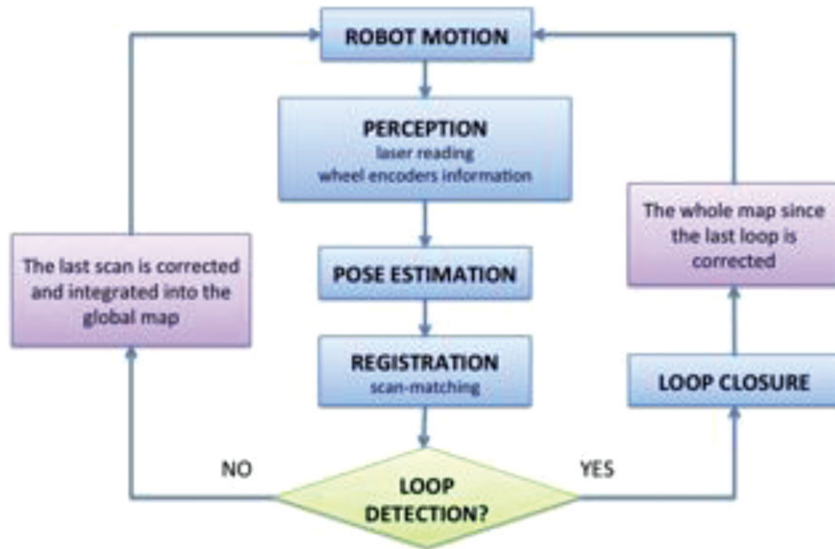 ROBOT MOTION
PERCEPTION
laser reading
wheel encoders information
The last scan is corrected
and integrated into the
global map
The whole map since
the last loop is
corrected
POSE ESTIMATION
REGISTRATION
scan-matching
LOOP CLOSURE
NO
YES
LOOP
DETECTION?